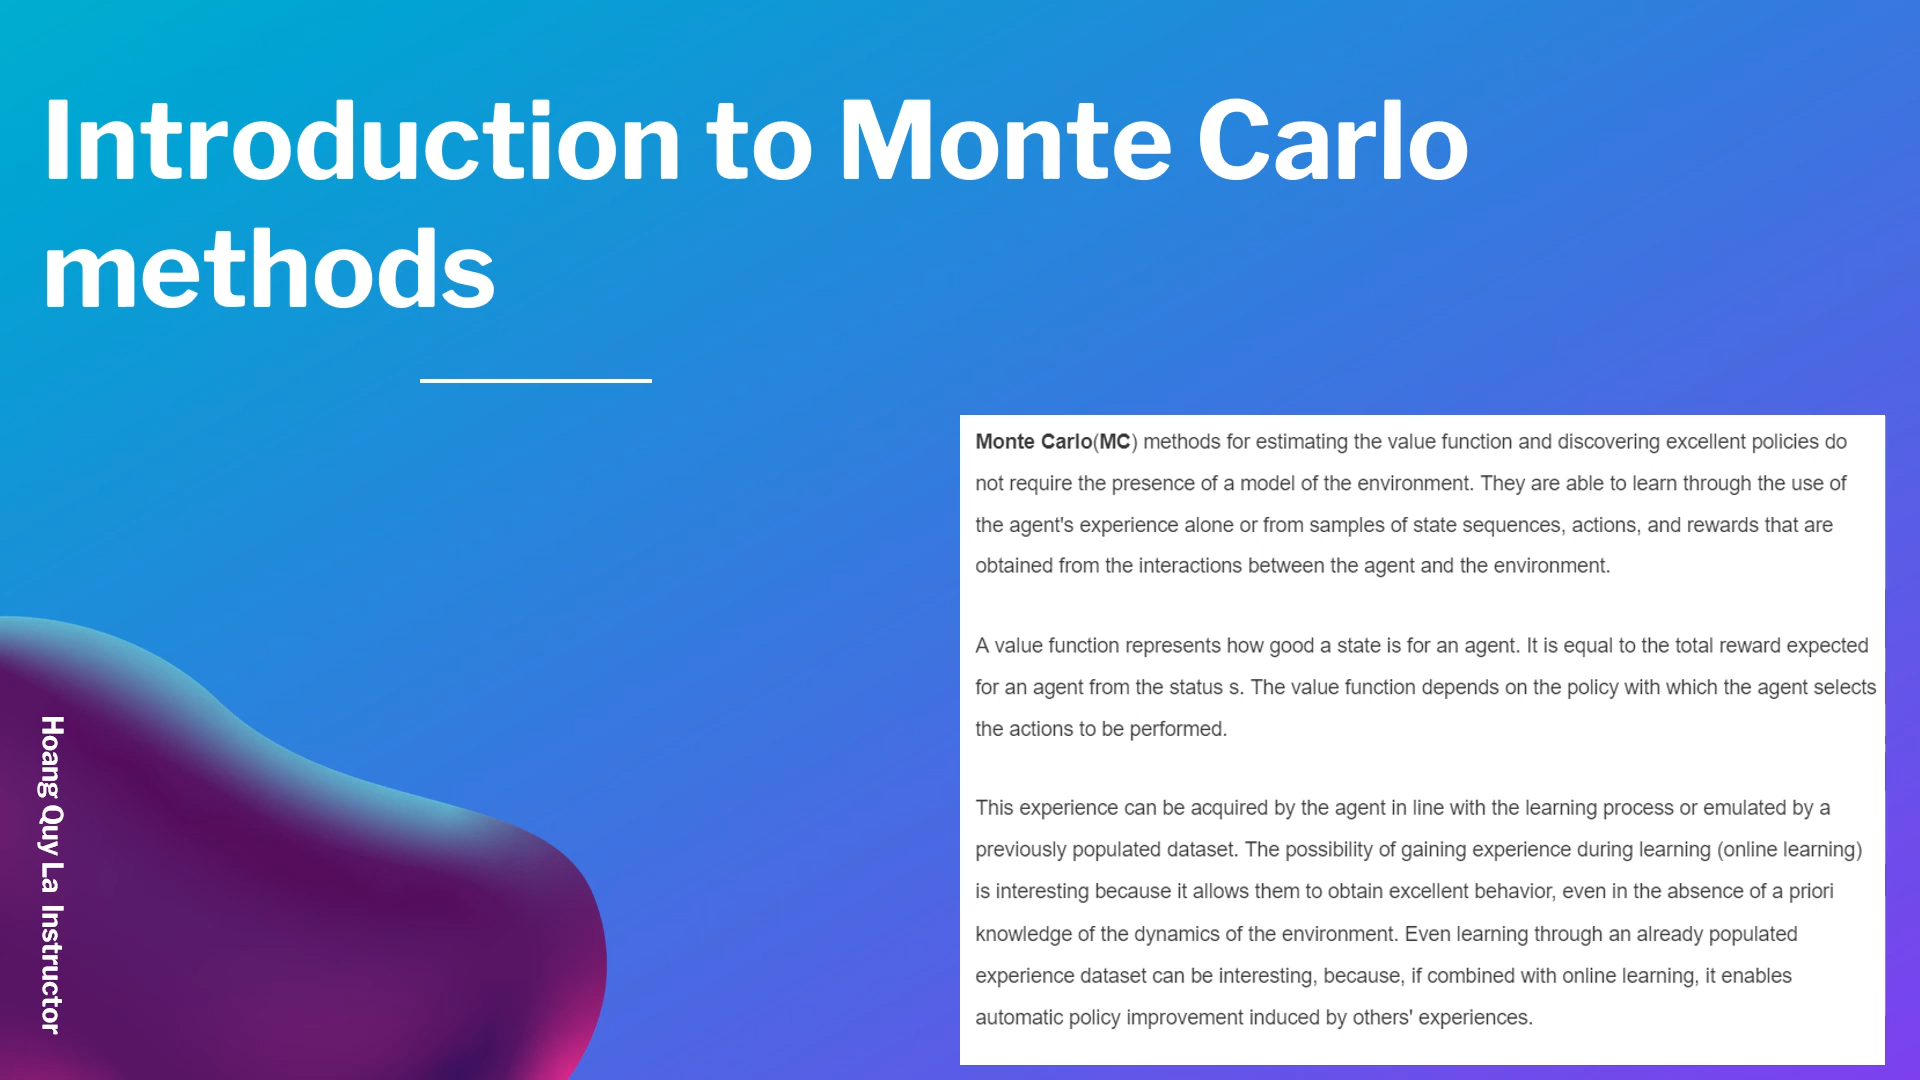 Introduction to Monte Carlo
methods
Monte Carlo(MC) methods for estimating the value function and discovering excellent policies do
not require the presence of a model of the environment. They are able to learn through the use of
the agent's experience alone or from samples of state sequences, actions, and rewards that are
obtained from the interactions between the agent and the environment.
A value function represents how good a state is for an agent. It is equal to the total reward expected
for an agent from the status s. The value function depends on the policy with which the agent selects
the actions to be performed.
This experience can be acquired by the agent in line with the learning process or emulated by a
previously populated dataset. The possibility of gaining experience during learning (online learning)
is interesting because it allows them to obtain excellent behavior, even in the absence of a priori
knowledge of the dynamics of the environment. Even learning through an already populated
experience dataset can be interesting, because, if combined with online learning, it enables
automatic policy improvement induced by others' experiences.
Hoang Quy La Instructor